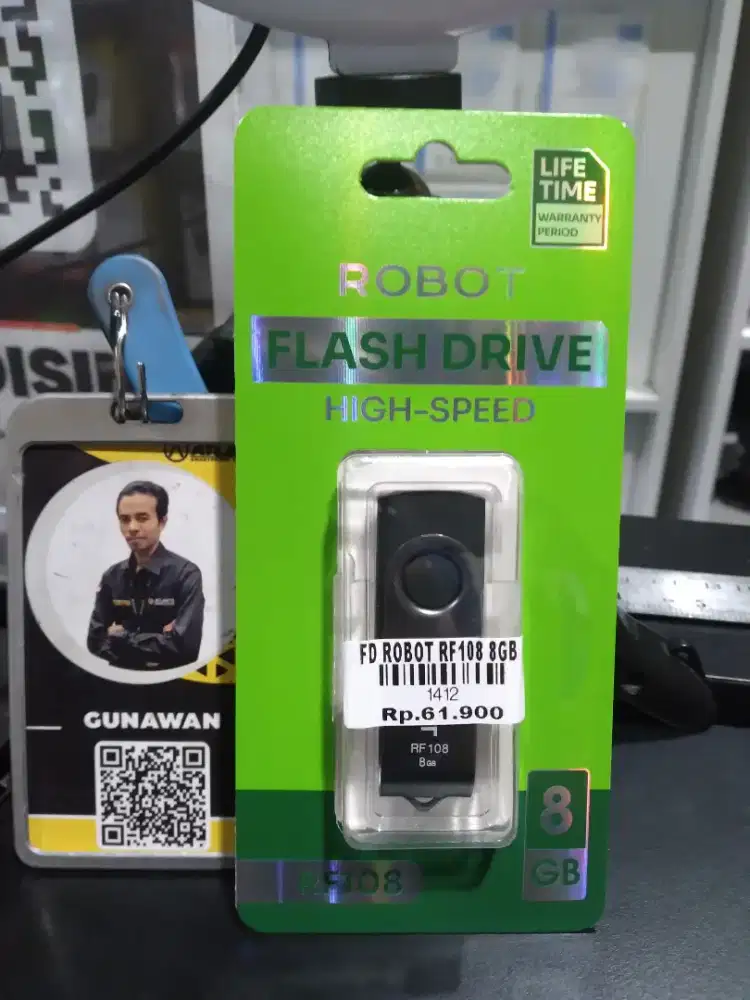 LIFE
TIME
WARRANTY
PERIOD
ROBOT
FLASH DRIVE
HIGH-SPEED
FD ROBOT RF108 8GB
1412
Rp.61.900
RF108
8GB
8
GB
RF108
GUNAWAN